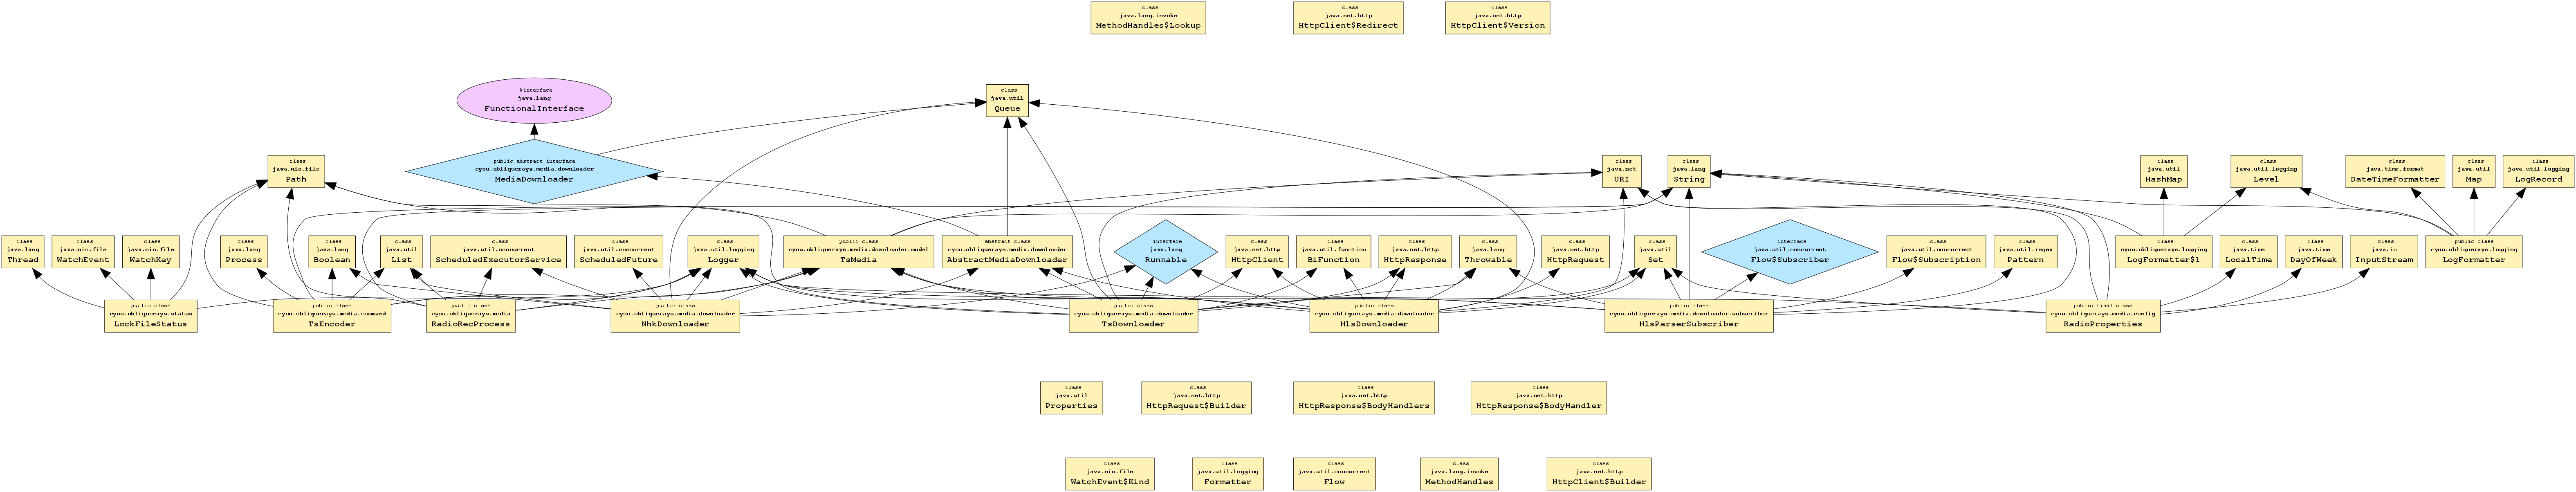 class
java.lang.invoke
MethodHandles$Lookup
class
java.net.http
HttpClient$Redirect
class
java.net.http
HttpClient$Version
@interface
java.lang
FunctionalInterface
class
java.util
Queue
class
java.nio.file
Path
public abstract interface
cyou.obliquerays.media.downloader
MediaDownloader
class
java.net
URI
class
java.lang
String
class
java.util
HashMap
class
java.util.logging
Level
class
java.time.format
DateTimeFormatter
class
java.util
Map
class
java.util.logging
LogRecord
class
java.lang
Thread
class
java.nio.file
WatchEvent
class
java.nio.file
WatchKey
class
java.lang
Process
class
java.lang
Boolean
class
java.util
List
class
java.util.concurrent
ScheduledExecutorService
class
java.util.concurrent
ScheduledFuture
class
java.util.logging
Logger
public class
cyou.obliquerays.media.downloader.model
TsMedia
abstract class
cyou.obliquerays.media.downloader
AbstractMediaDownloader
interface
java.lang
Runnable
class
java.net.http
HttpClient
class
java.util.function
BiFunction
class
java.net.http
HttpResponse
class
java.lang
Throwable
class
java.net.http
HttpRequest
class
java.util
Set
interface
java.util.concurrent
Flow$Subscriber
class
java.util.concurrent
Flow$Subscription
class
java.util.regex
Pattern
class
cyou.obliquerays.logging
LogFormatter$1
class
java.time
LocalTime
class
java.time
DayOfWeek
class
java.io
InputStream
public class
cyou.obliquerays.logging
LogFormatter
public class
cyou.obliquerays.status
LockFileStatus
public class
cyou.obliquerays.media.command
TsEncoder
public class
cyou.obliquerays.media
RadioRecProcess
public class
cyou.obliquerays.media.downloader
NhkDownloader
public class
cyou.obliquerays.media.downloader
TsDownloader
public class
cyou.obliquerays.media.downloader
HlsDownloader
public class
cyou.obliquerays.media.downloader.subscriber
HlsParserSubscriber
public final class
cyou.obliquerays.media.config
RadioProperties
class
java.util
Properties
class
java.net.http
HttpRequest$Builder
class
java.net.http
HttpResponse$BodyHandlers
class
java.net.http
HttpResponse$BodyHandler
class
java.nio.file
WatchEvent$Kind
class
java.util.logging
Formatter
class
java.util.concurrent
Flow
class
java.lang.invoke
MethodHandles
class
java.net.http
HttpClient$Builder